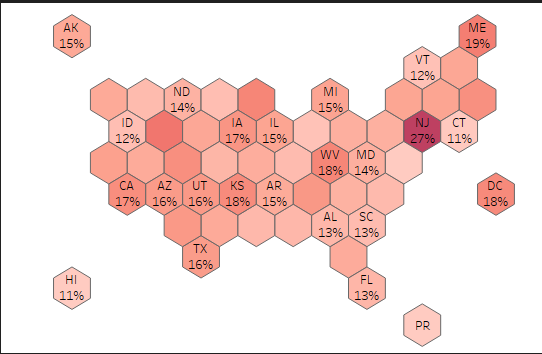 AK
15%
ME
19%
VT
12%
ND
14%
MI
15%
ID
12%
IA
17%
IL
15%
NJ
27%
CT
11%
WV
18%
MD
14%
CA
17%
AZ
16%
UT
16%
KS
18%
AR
15%
DC
18%
AL
13%
SC
13%
TX
16%
HI
11%
FL
13%
PR